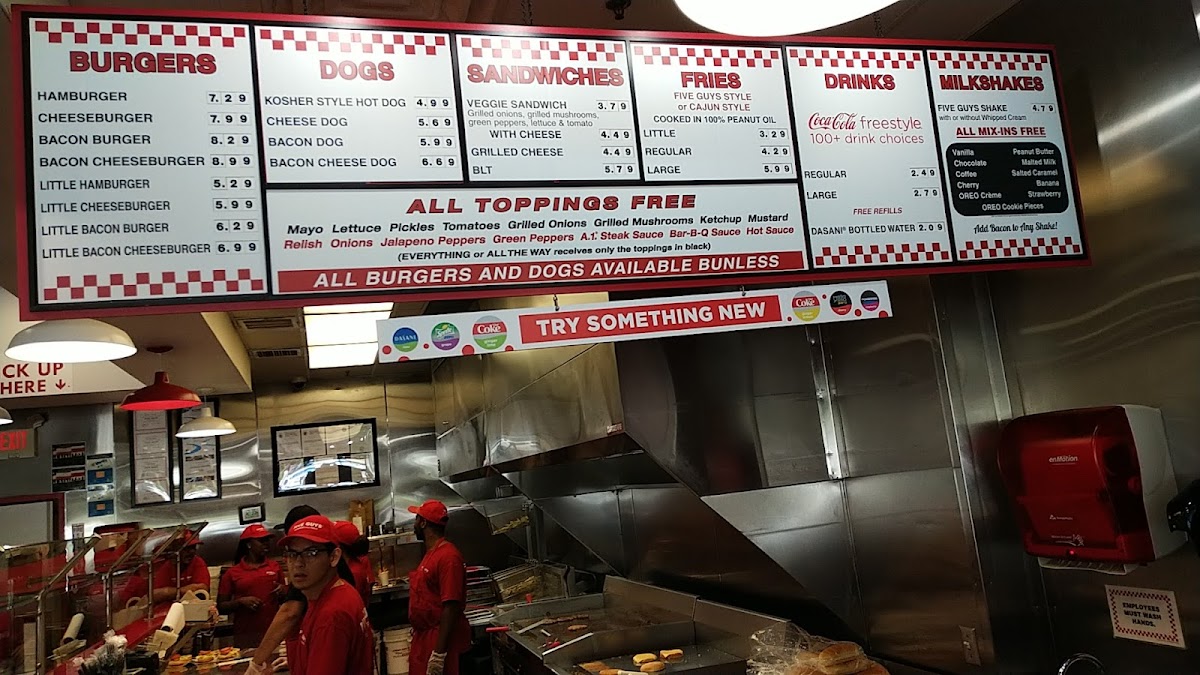 BURGERS
HAMBURGER 7.29
CHEESEBURGER 7.99
BACON BURGER 8.29
BACON CHEESEBURGER 8.99
LITTLE HAMBURGER 5.29
LITTLE CHEESEBURGER 5.99
LITTLE BACON BURGER 6.29
LITTLE BACON CHEESEBURGER 6.99
DOGS
KOSHER STYLE HOT DOG 4.99
CHEESE DOG 5.69
BACON DOG 5.99
BACON CHEESE DOG 6.69
SANDWICHES
VEGGIE SANDWICH 3.79
Grilled onions, grilled mushrooms,
green peppers, lettuce & tomato
WITH CHEESE 4.49
GRILLED CHEESE 4.49
BLT 5.79
FRIES
FIVE GUYS STYLE
or CAJUN STYLE
COOKED IN 100% PEANUT OIL
LITTLE 3.29
REGULAR 4.29
LARGE 5.99
ALL TOPPINGS FREE
Mayo Lettuce Pickles Tomatoes Grilled Onions Grilled Mushrooms Ketchup Mustard
Relish Onions Jalapeno Peppers Green Peppers A.1. Steak Sauce Bar-B-Q Sauce Hot Sauce
(EVERYTHING or ALL THE WAY receives only the toppings in black)
ALL BURGERS AND DOGS AVAILABLE BUNLESS
DRINKS
Coca-Cola freestyle
100+ drink choices
REGULAR 2.49
LARGE 2.79
FREE REFILLS
DASANI® BOTTLED WATER 2.09
MILKSHAKES
FIVE GUYS SHAKE 4.79
with or without Whipped Cream
ALL MIX-INS FREE
Vanilla Peanut Butter
Chocolate Malted Milk
Coffee Salted Caramel
Cherry Banana
OREO Crème Strawberry
OREO Cookie Pieces
Add Bacon to Any Shake!
DASANI
Sprite
Coke
TRY SOMETHING NEW
Coke
CK UP
HERE
EXIT
FIVE GUYS
enMotion
EMPLOYEES
MUST WASH
HANDS.